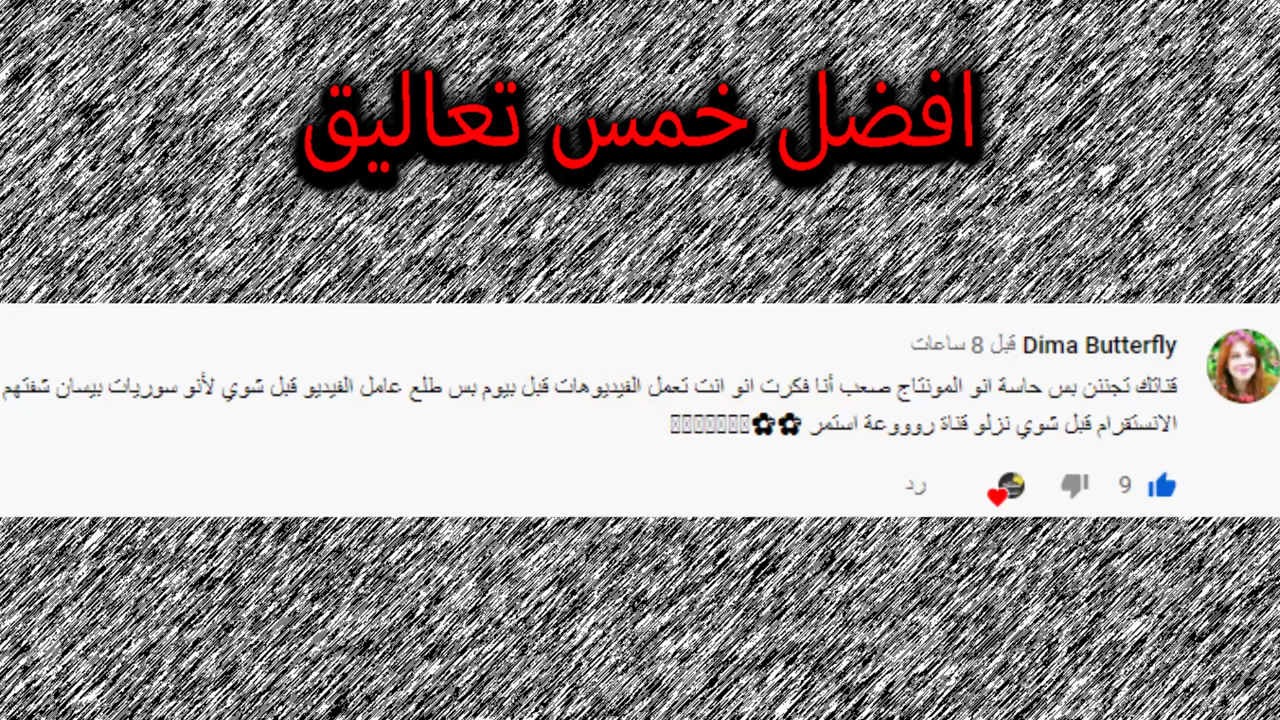 افضل خمس تعاليق
Dima Butterfly قبل 8 ساعات
قناتك تجننن بس حاسة انو المونتاج صعب أنا فكرت انو انت تعمل الفيديوهات قبل بيوم بس طلع عامل الفيديو قبل شوي لأنو سوريات بيسان شفتهم
الانستقرام قبل شوي نزلو قناة روووعة استمر ✿✿
9 رد